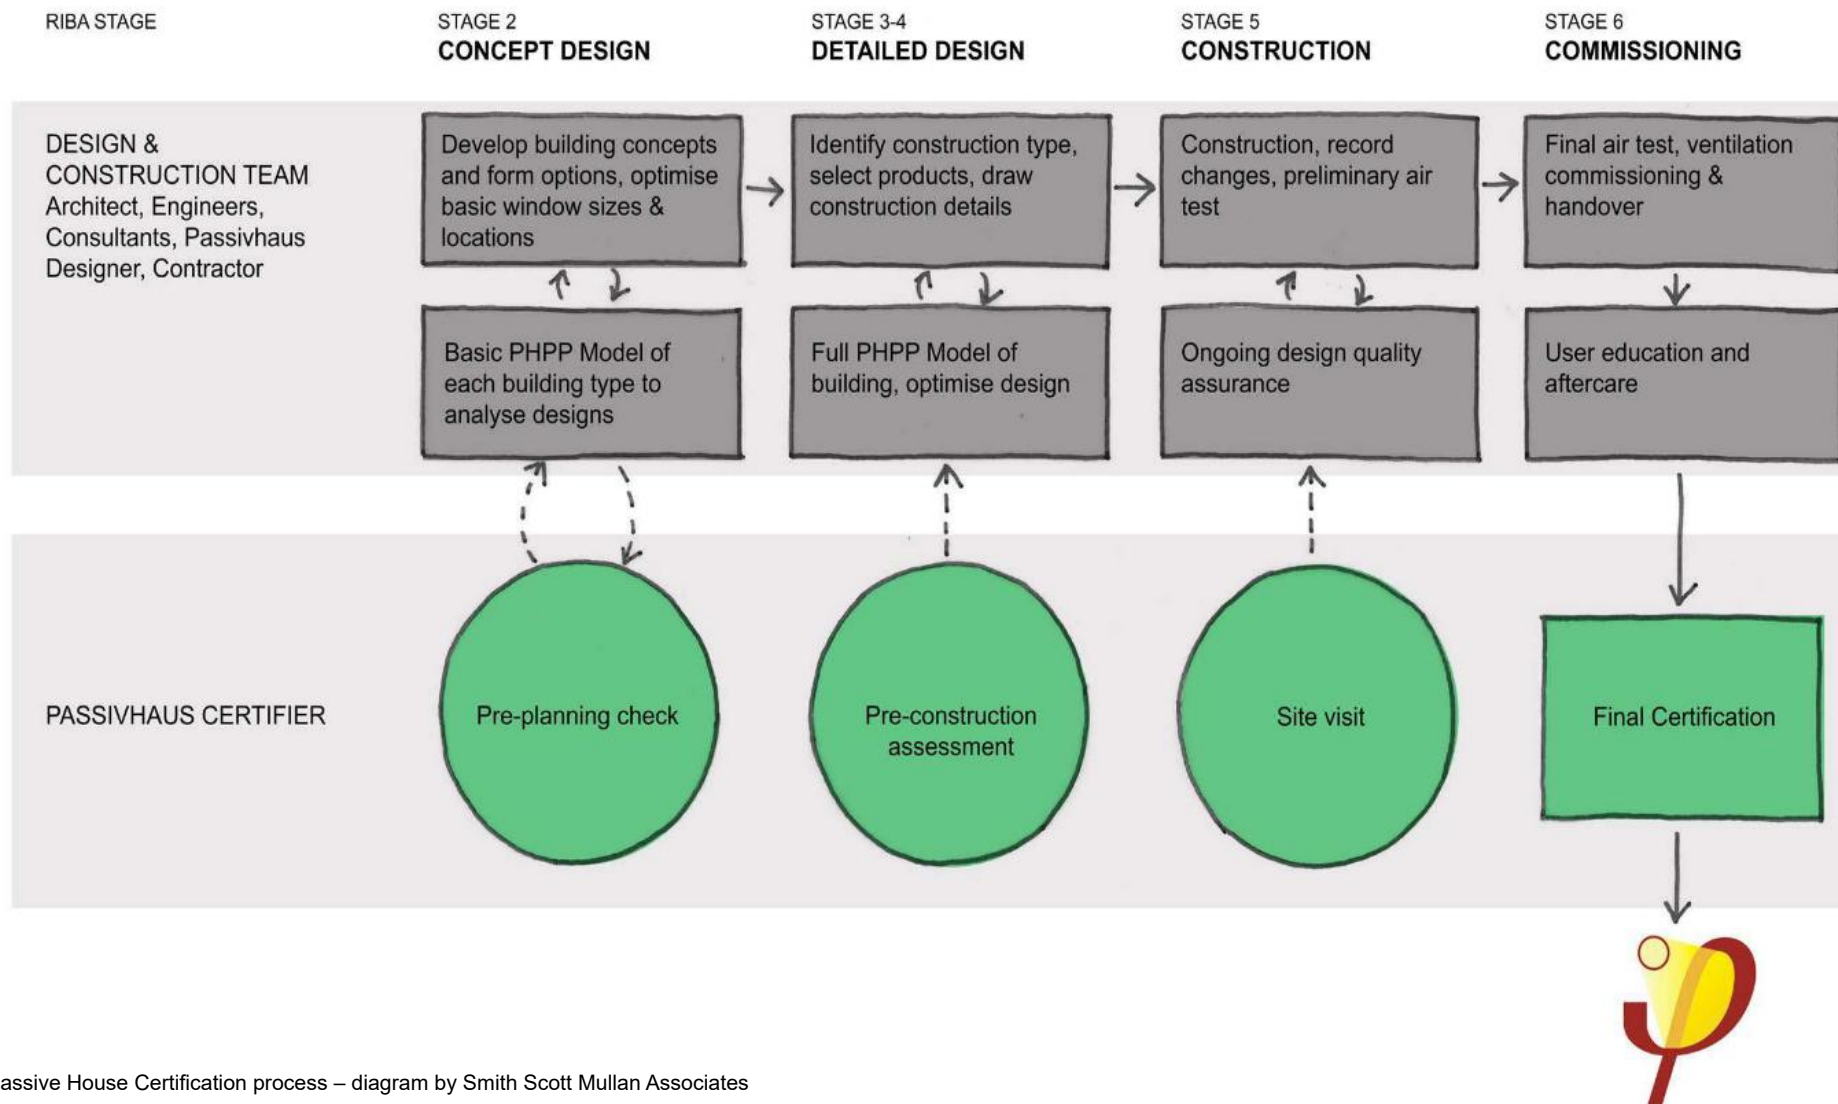 RIBA STAGE
STAGE 2
CONCEPT DESIGN
STAGE 3-4
DETAILED DESIGN
STAGE 5
CONSTRUCTION
STAGE 6
COMMISSIONING
DESIGN &
CONSTRUCTION TEAM
Architect, Engineers,
Consultants, Passivhaus
Designer, Contractor
Develop building concepts
and form options, optimise
basic window sizes &
locations
Identify construction type,
select products, draw
construction details
Construction, record
changes, preliminary air
test
Final air test, ventilation
commissioning &
handover
Basic PHPP Model of
each building type to
analyse designs
Full PHPP Model of
building, optimise design
Ongoing design quality
assurance
User education and
aftercare
PASSIVHAUS CERTIFIER
Pre-planning check
Pre-construction
assessment
Site visit
Final Certification
assive House Certification process – diagram by Smith Scott Mullan Associates